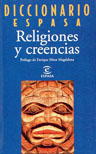 DICCIONARIO
ESPASA
Religiones
y creencias
Prólogo de Enrique Miret Magdalena
ESPASA